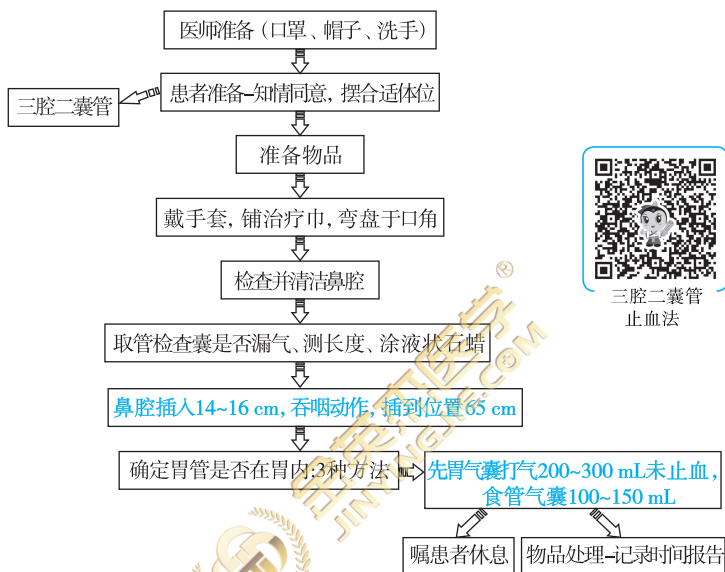 医师准备(口罩、帽子、洗手)
三腔二囊管
患者准备-知情同意,摆合适体位
准备物品
戴手套,铺治疗巾,弯盘于口角
检查并清洁鼻腔
三腔二囊管
止血法
取管检查囊是否漏气、测长度、涂液状石蜡
鼻腔插入14~16 cm,吞咽动作,插到位置65 cm
确定胃管是否在胃内:3种方法
先胃气囊打气200~300 mL未止血,
食管气囊100~150 mL
嘱患者休息
物品处理-记录时间报告
金英杰医学®
JINYINGJIE.COM